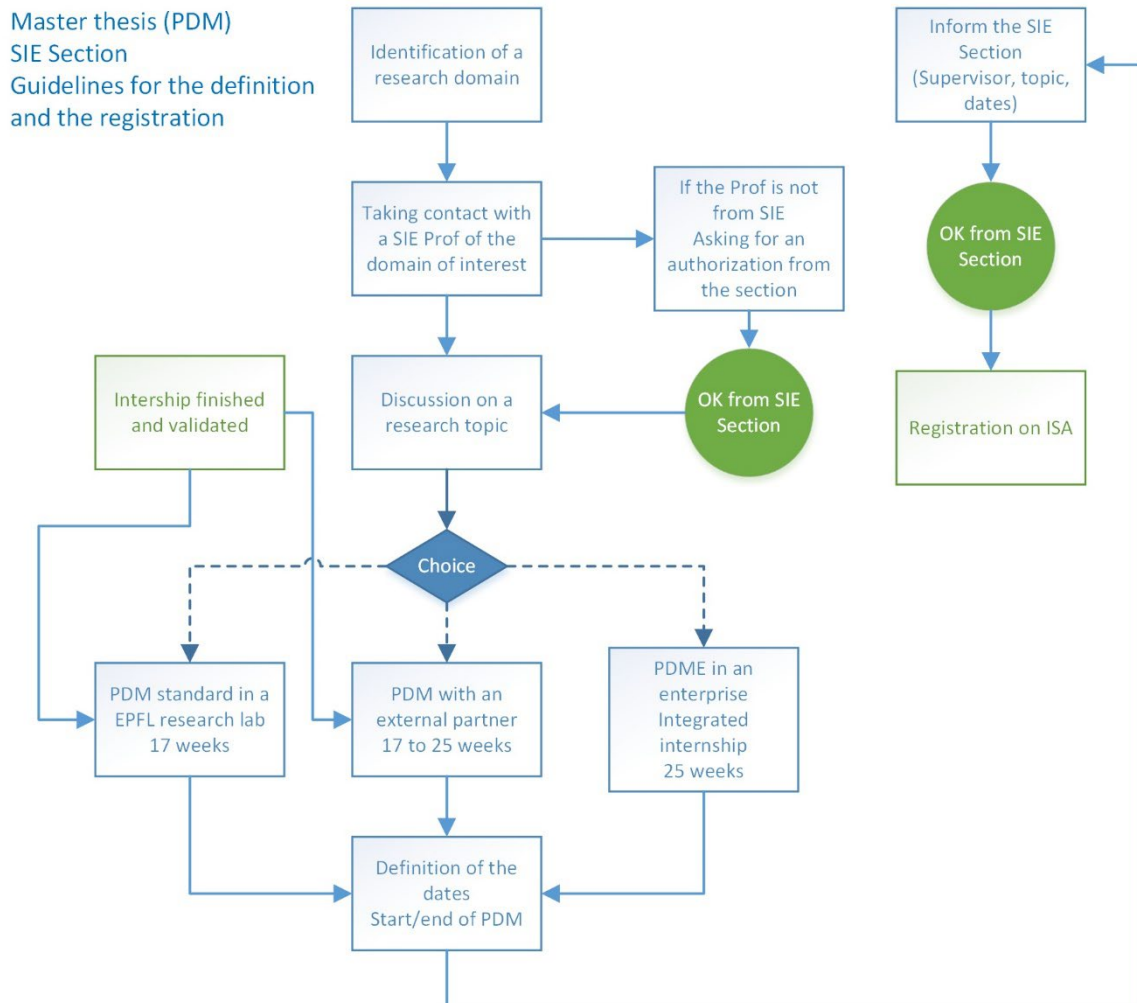 Master thesis (PDM)
SIE Section
Guidelines for the definition
and the registration
Identification of a
research domain
Taking contact with
a SIE Prof of the
domain of interest
If the Prof is not
from SIE
Asking for an
authorization from
the section
OK from SIE
Section
Discussion on a
research topic
Intership finished
and validated
Choice
PDM standard in a
EPFL research lab
17 weeks
PDM with an
external partner
17 to 25 weeks
PDME in an
enterprise
Integrated
internship
25 weeks
Definition of the
dates
Start/end of PDM
Inform the SIE
Section
(Supervisor, topic,
dates)
OK from SIE
Section
Registration on ISA